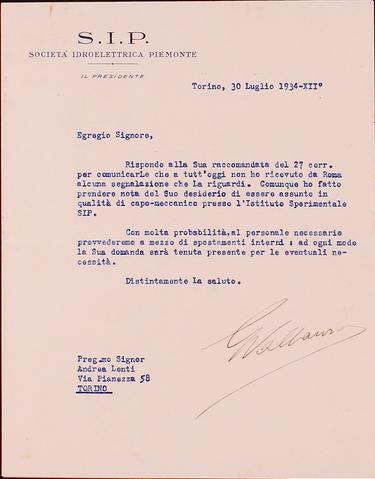 S.I.P.
SOCIETÀ IDROELETTRICA PIEMONTE
IL PRESIDENTE
Torino, 30 Luglio 1934-XII°
Egregio Signore,
Rispondo alla Sua raccomandata del 27 corr.
per comunicarLe che a tutt'oggi non ho ricevuto da Roma
alcuna segnalazione che La riguardi. Comunque ho fatto
prendere nota del Suo desiderio di essere assunto in
qualità di capo-meccanico presso l'Istituto Sperimentale
SIP.
Con molta probabilità,al personale necessario
provvederemo a mezzo di spostamenti interni : ad ogni modo
la Sua domanda sarà tenuta presente per le eventuali ne-
cessità.
Distintamente La saluto.
Preg.mo Signor
Andrea Lenti
Via Pianezza 58
TORINO